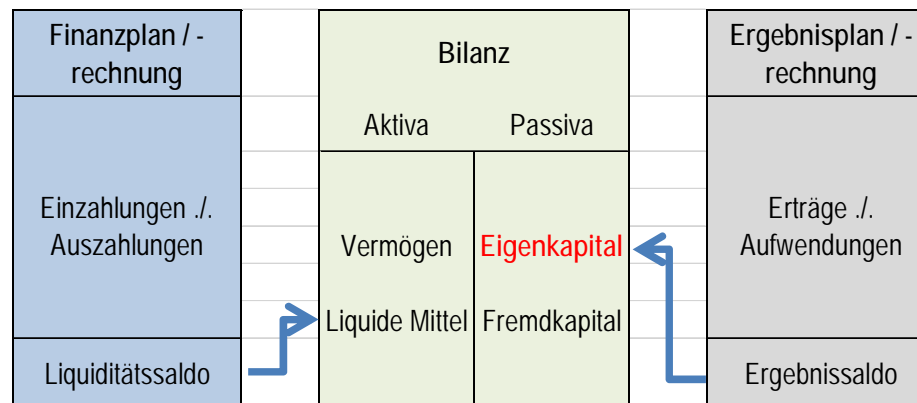 Finanzplan / -
rechnung
Einzahlungen ./.
Auszahlungen
Liquiditätssaldo
Bilanz
Aktiva
Passiva
Vermögen
Eigenkapital
Liquide Mittel
Fremdkapital
Ergebnisplan / -
rechnung
Erträge ./.
Aufwendungen
Ergebnissaldo